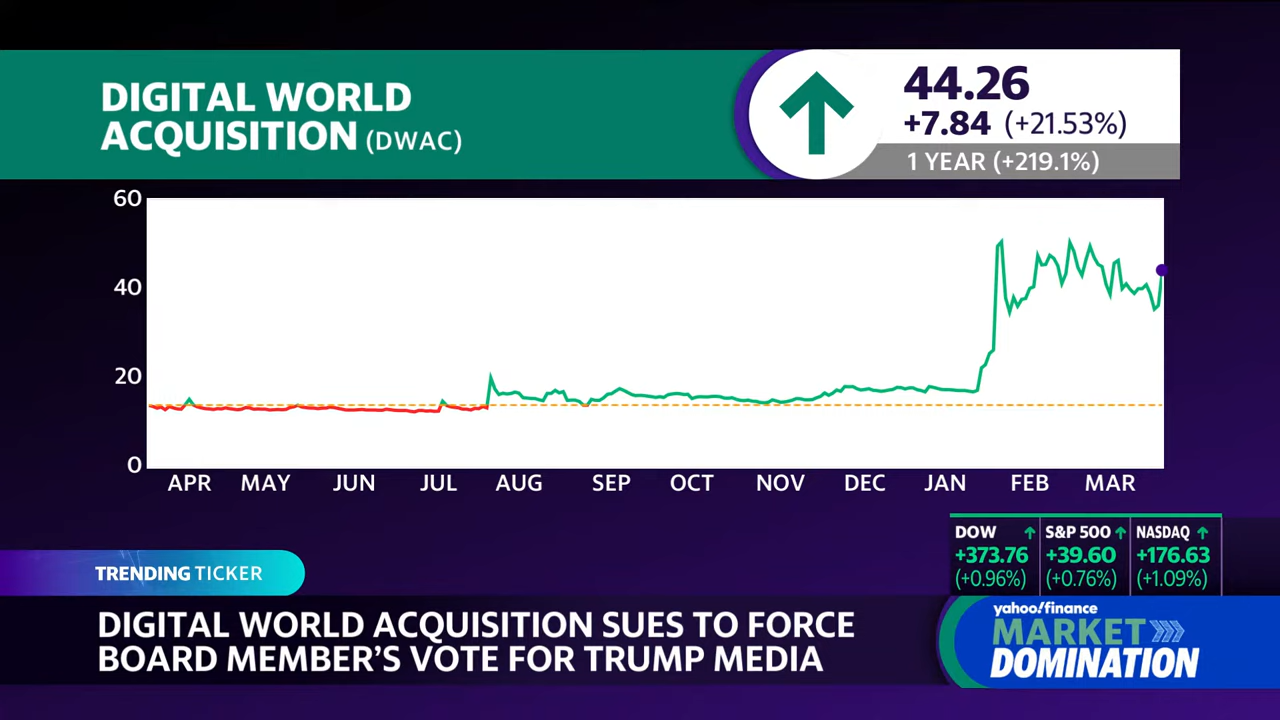 DIGITAL WORLD
ACQUISITION (DWAC)
44.26
+7.84 (+21.53%)
1 YEAR (+219.1%)
60
40
20
0
APR MAY JUN JUL AUG SEP OCT NOV DEC JAN FEB MAR
DOW S&P 500 NASDAQ
+373.76 +39.60 +176.63
(+0.96%) (+0.76%) (+1.09%)
TRENDING TICKER
DIGITAL WORLD ACQUISITION SUES TO FORCE
BOARD MEMBER'S VOTE FOR TRUMP MEDIA
yahoo!finance
MARKET
DOMINATION